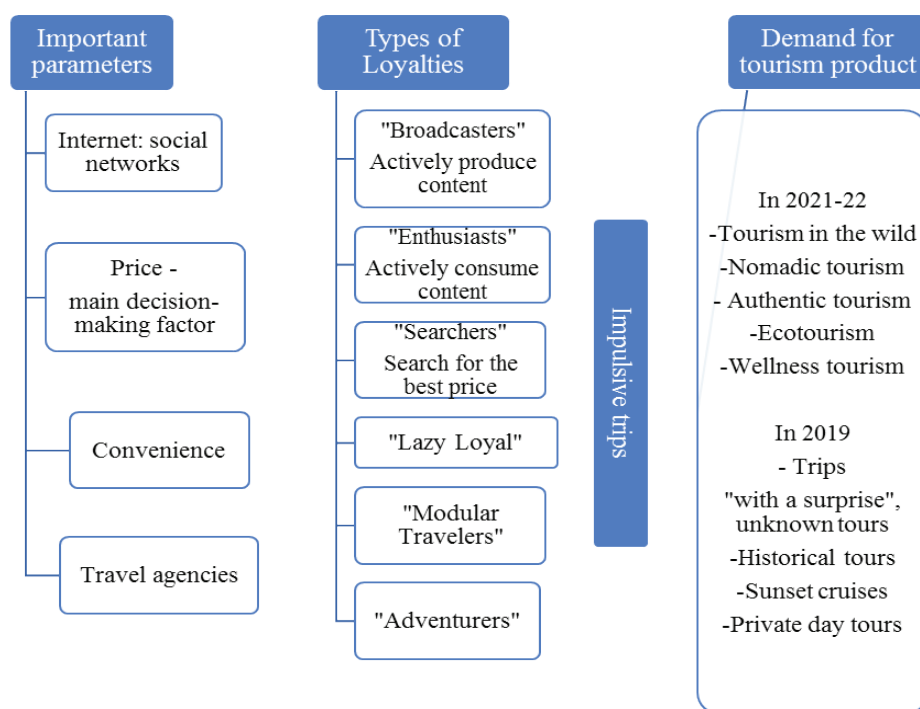 Important
parameters
Internet: social
networks
Price -
main decision-
making factor
Convenience
Travel agencies
Types of
Loyalties
"Broadcasters"
Actively produce
content
"Enthusiasts"
Actively consume
content
"Searchers"
Search for the
best price
"Lazy Loyal"
"Modular
Travelers"
"Adventurers"
Impulsive trips
Demand for
tourism product
In 2021-22
-Tourism in the wild
-Nomadic tourism
- Authentic tourism
-Ecotourism
-Wellness tourism
In 2019
- Trips
"with a surprise",
unknown tours
-Historical tours
-Sunset cruises
-Private day tours